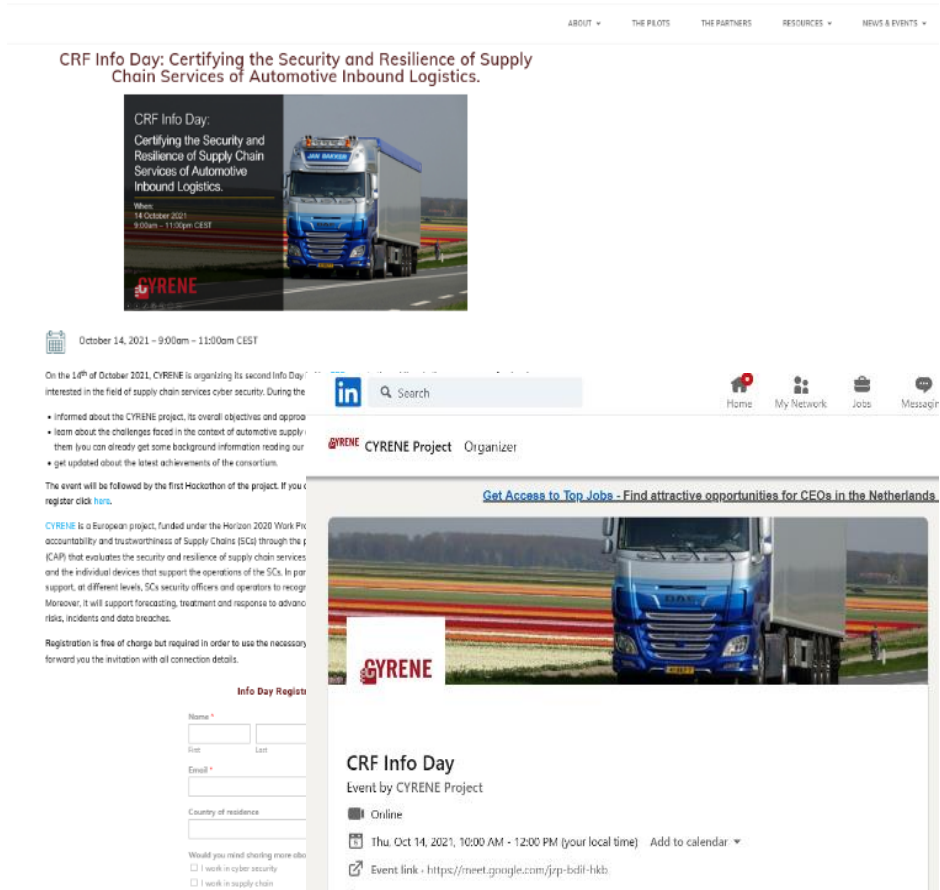 ABOUT THE PILOTS THE PARTNERS RESOURCES NEWS & EVENTS
CRF Info Day: Certifying the Security and Resilience of Supply
Chain Services of Automotive Inbound Logistics.
CRF Info Day:
Certifying the Security and
Resilience of Supply Chain
Services of Automotive
Inbound Logistics.
When:
14 October 2021
9:00am – 11:00pm CEST
JAN BAKKER
DAF
CYRENE
October 14, 2021 – 9:00am – 11:00am CEST
On the 14th of October 2021, CYRENE is organizing its second Info Day
interested in the field of supply chain services cyber security. During the
• informed about the CYRENE project, its overall objectives and approa
• learn about the challenges faced in the context of automotive supply
them (you can already get some background information reading our
• get updated about the latest achievements of the consortium.
The event will be followed by the first Hackathon of the project. If you
register click here.
CYRENE is a European project, funded under the Horizon 2020 Work Pro
accountability and trustworthiness of Supply Chains (SCs) through the p
(CAP) that evaluates the security and resilience of supply chain services
and the individual devices that support the operations of the SCs. In par
support, at different levels, SCs security officers and operators to recogn
Moreover, it will support forecasting, treatment and response to advanc
risks, incidents and data breaches.
Registration is free of charge but required in order to use the necessary
forward you the invitation with all connection details.
Info Day Registr
Name *
First Last
Email *
Country of residence
Would you mind sharing more abo
I work in cyber security
I work in supply chain
in Search
Home My Network Jobs Messagin
CYRENE CYRENE Project Organizer
Get Access to Top Jobs - Find attractive opportunities for CEOs in the Netherlands
DAF
CYRENE
CRF Info Day
Event by CYRENE Project
Online
Thu, Oct 14, 2021, 10:00 AM - 12:00 PM (your local time) Add to calendar
Event link · https://meet.google.com/jzp-bdif-hkb